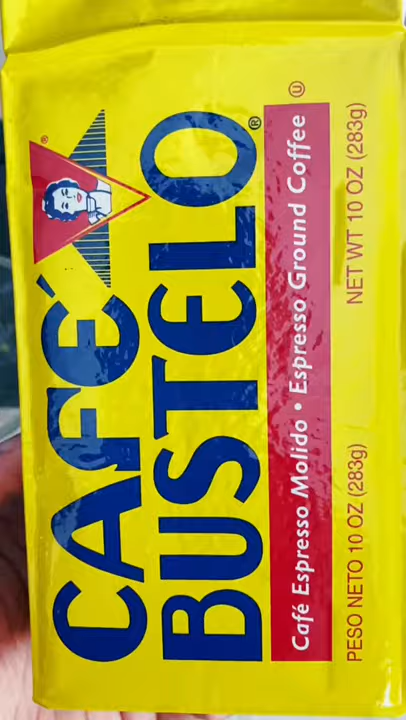 CAFÉ
BUSTELO®
Café Espresso Molido • Espresso Ground Coffee
PESO NETO 10 OZ (283g) NET WT 10 OZ (283g)